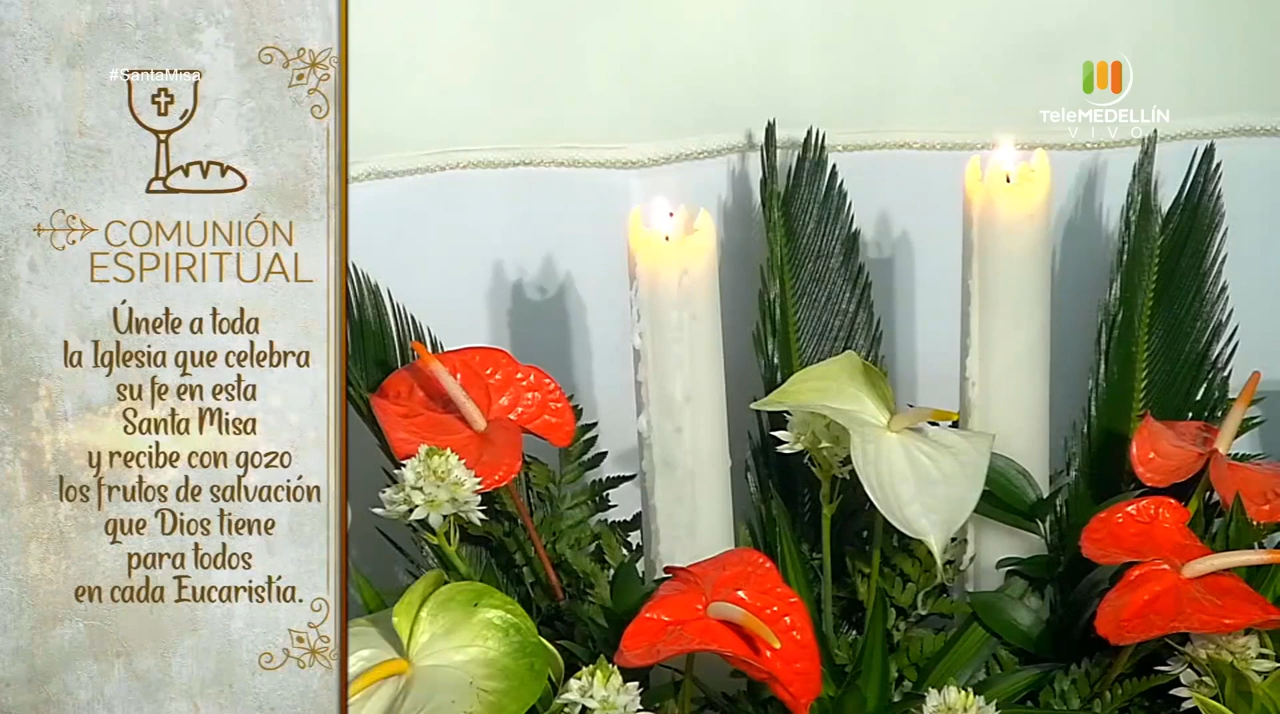 #SantaMisa
COMUNIÓN
ESPIRITUAL
Únete a toda
la Iglesia que celebra
su fe en esta
Santa Misa
y recibe con gozo
los frutos de salvación
que Dios tiene
para todos
en cada Eucaristía.
TeleMEDELLÍN
VIVO